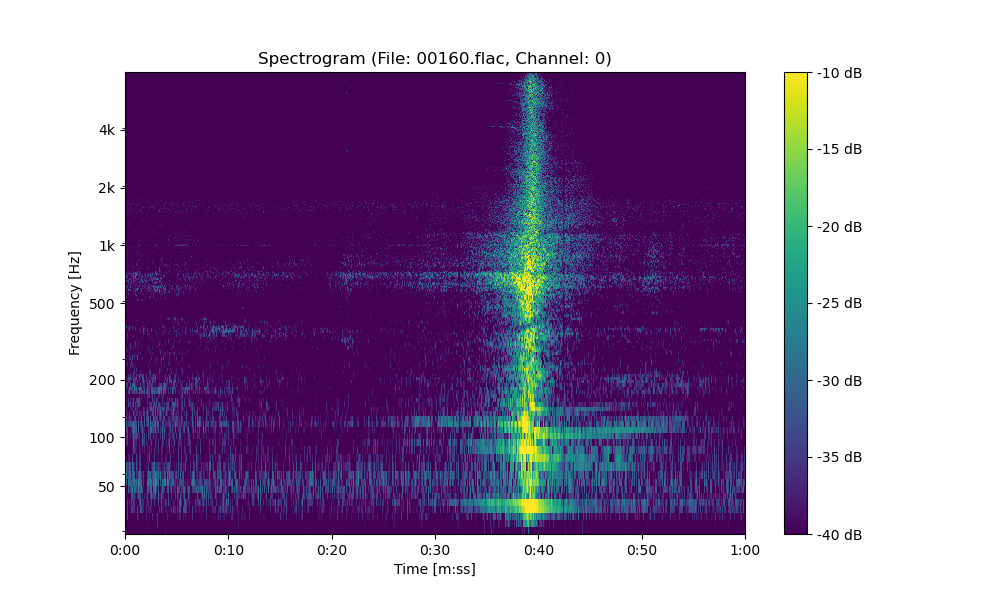 Spectrogram (File: 00160.flac, Channel: 0)
-10 dB
-15 dB
-20 dB
-25 dB
-30 dB
-35 dB
-40 dB
4k
2k
1k
500
200
100
50
Frequency [Hz]
0:00
0:10
0:20
0:30
0:40
0:50
1:00
Time [m:ss]